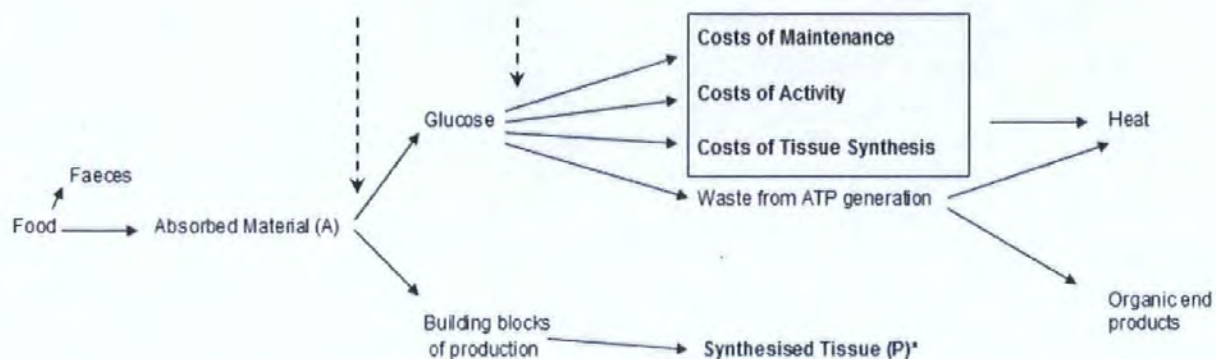 Costs of Maintenance
Costs of Activity
Glucose
Heat
Costs of Tissue Synthesis
Faeces
Waste from ATP generation
Food
Absorbed Material (A)
Organic end
products
Building blocks
of production
Synthesised Tissue (P)*